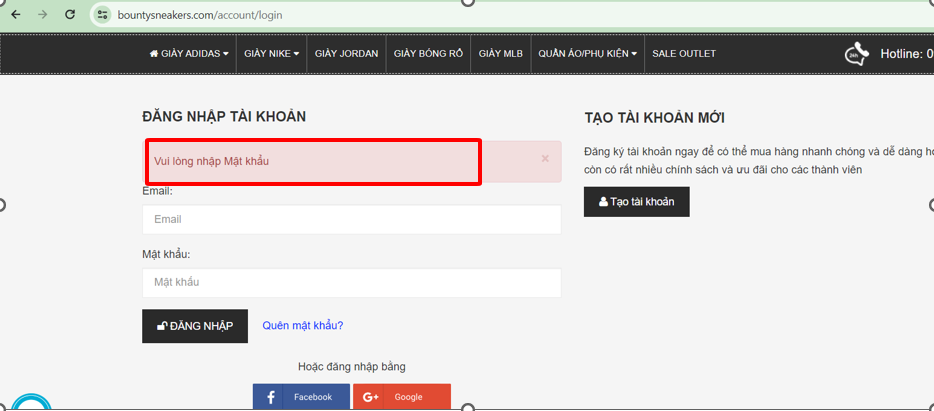 bountysneakers.com/account/login
GIÀY ADIDAS GIÀY NIKE GIÀY JORDAN GIÀY BÓNG RỔ GIÀY MLB QUẦN ÁO/PHỤ KIỆN SALE OUTLET 24h Hotline: 0
ĐĂNG NHẬP TÀI KHOẢN
Vui lòng nhập Mật khẩu ×
Email:
Email
Mật khẩu:
Mật khẩu
ĐĂNG NHẬP Quên mật khẩu?
Hoặc đăng nhập bằng
Facebook Google
TẠO TÀI KHOẢN MỚI
Đăng ký tài khoản ngay để có thể mua hàng nhanh chóng và dễ dàng
còn có rất nhiều chính sách và ưu đãi cho các thành viên
Tạo tài khoản